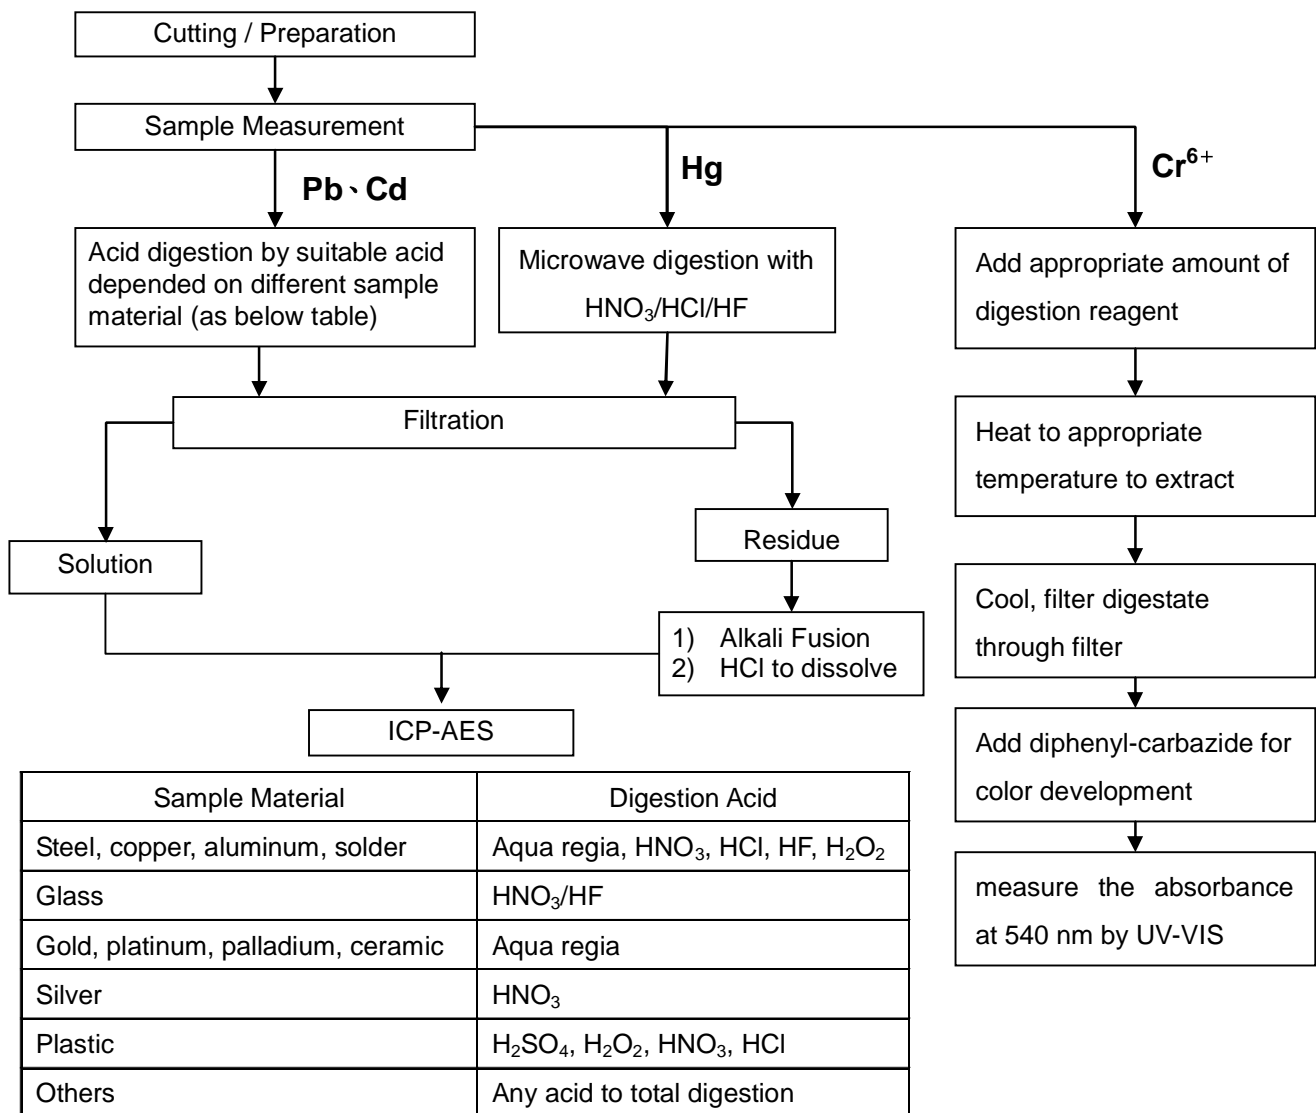 Cutting / Preparation
Sample Measurement
Pb、Cd
Hg
Cr⁶⁺
Acid digestion by suitable acid
depended on different sample
material (as below table)
Microwave digestion with
HNO₃/HCl/HF
Add appropriate amount of
digestion reagent
Filtration
Heat to appropriate
temperature to extract
Solution
Residue
Cool, filter digestate
through filter
1) Alkali Fusion
2) HCl to dissolve
ICP-AES
Add diphenyl-carbazide for
color development
measure the absorbance
at 540 nm by UV-VIS
Sample Material Digestion Acid
Steel, copper, aluminum, solder Aqua regia, HNO₃, HCl, HF, H₂O₂
Glass HNO₃/HF
Gold, platinum, palladium, ceramic Aqua regia
Silver HNO₃
Plastic H₂SO₄, H₂O₂, HNO₃, HCl
Others Any acid to total digestion